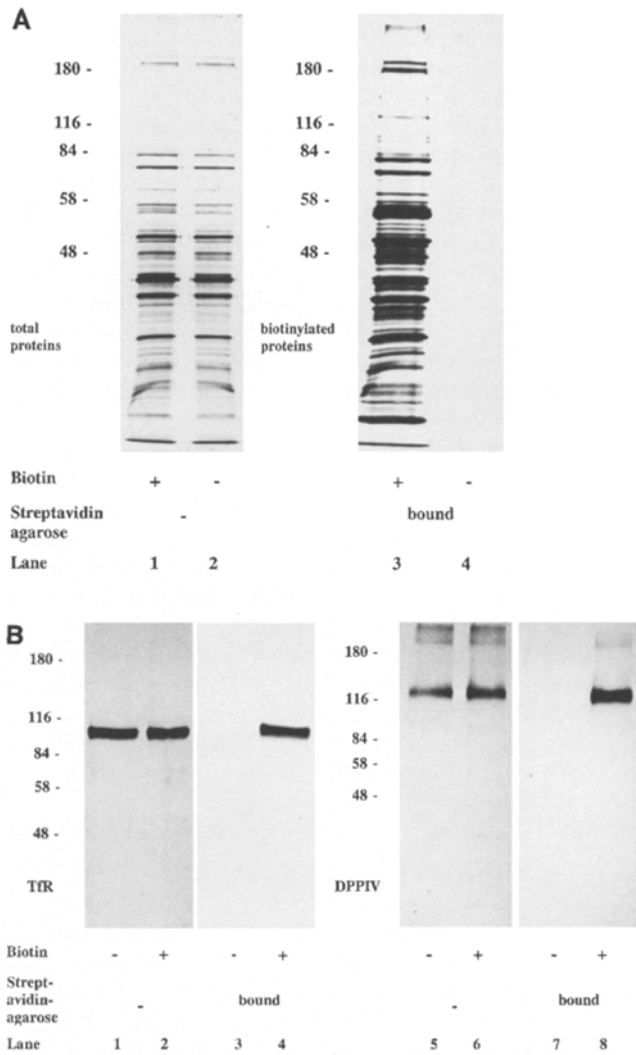 A
180 - 180 -
116 - 116 -
84 - 84 -
58 - 58 -
48 - 48 -
total proteins biotinylated proteins
Biotin + - + -
Streptavidin agarose - bound
Lane 1 2 3 4
B
180 - 180 -
116 - 116 -
84 - 84 -
58 - 58 -
48 - 48 -
TfR DPPIV
Biotin - + - + - + - +
Strept-
avidin- - bound - bound
agarose
Lane 1 2 3 4 5 6 7 8